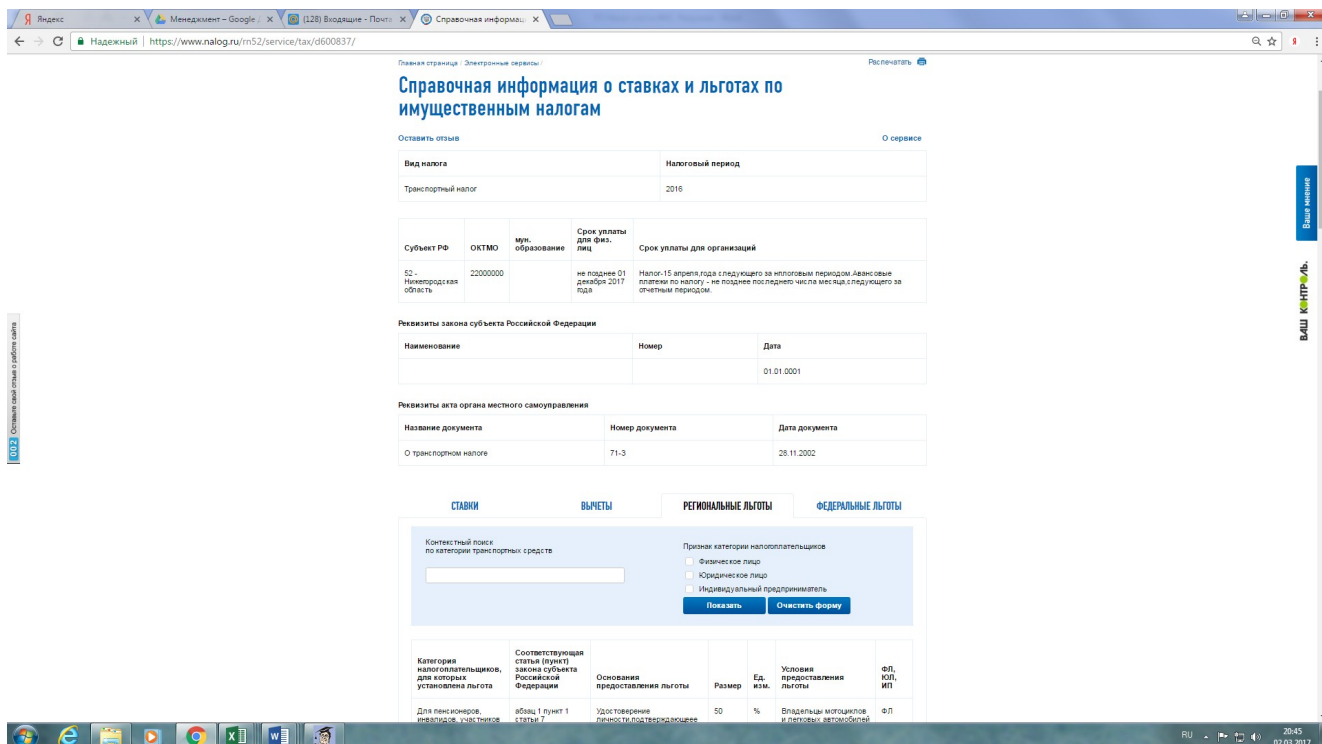 Яндекс
Менеджмент – Google Д
(128) Входящие - Почта
Справочная информац
Надежный | https://www.nalog.ru/rn52/service/tax/d600837/
Главная страница / Электронные сервисы /
Распечатать
Справочная информация о ставках и льготах по
имущественным налогам
Оставить отзыв
О сервисе
Вид налога
Налоговый период
Транспортный налог
2016
Субъект РФ
ОКТМО
мун.
образование
Срок уплаты
для физ.
лиц
Срок уплаты для организаций
52 -
Нижегородская
область
22000000
не позднее 01
декабря 2017
года
Налог-15 апреля,года следующего за нплоговым периодом.Авансовые
платежи по налогу - не позднее последнего числа месяца,следующего за
отчетным периодом.
Реквизиты закона субъекта Российской Федерации
Наименование
Номер
Дата
01.01.0001
Реквизиты акта органа местного самоуправления
Название документа
Номер документа
Дата документа
О транспортном налоге
71-З
28.11.2002
СТАВКИ
ВЫЧЕТЫ
РЕГИОНАЛЬНЫЕ ЛЬГОТЫ
ФЕДЕРАЛЬНЫЕ ЛЬГОТЫ
Контекстный поиск
по категории транспортных средств
Признак категории налогоплательщиков
Физическое лицо
Юридическое лицо
Индивидуальный предприниматель
Показать
Очистить форму
Категория
налогоплательщиков,
для которых
установлена льгота
Соответствующая
статья (пункт)
закона субъекта
Российской
Федерации
Основания
предоставления льготы
Размер
Ед.
изм.
Условия
предоставления
льготы
ФЛ,
ЮЛ,
ИП
Для пенсионеров,
инвалидов, участников
абзац 1 пункт 1
статьи 7
Удостоверение
личности,подтверждающеее
50
%
Владельцы мотоциклов
и легковых автомобилей
ФЛ
Ваше мнение
ВАШ КОНТРОЛЬ.
002 Оставьте свой отзыв о работе сайта
RU
20:45
02.03.2017